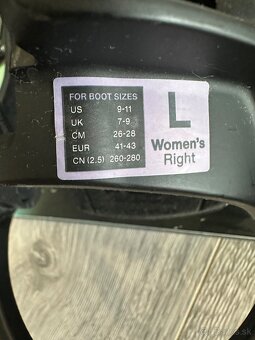 FOR BOOT SIZES
US 9-11
UK 7-9
CM 26-28
EUR 41-43
CN (2.5) 260-280
L
Women's
Right